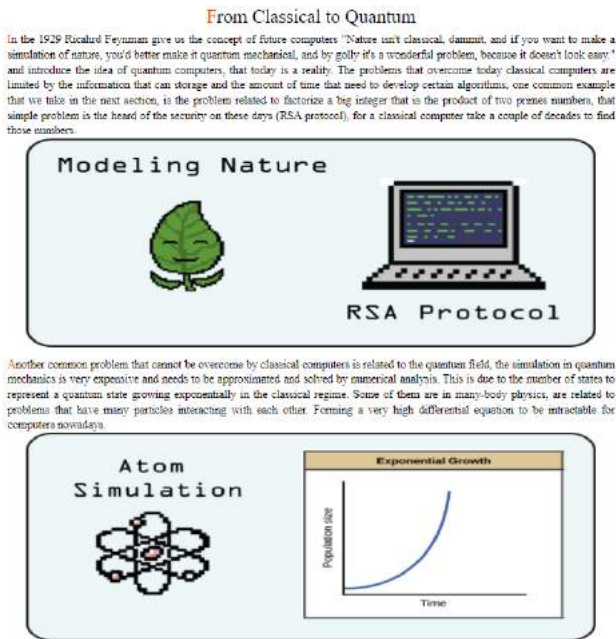 From Classical to Quantum
In the 1929 Ricahrd Feynman give us the concept of future computers "Nature isn't classical, dammit, and if you want to make a
simulation of nature, you'd better make it quantum mechanical, and by golly it's a wonderful problem, because it doesn't look easy."
and introduce the idea of quantum computers, that today is a reality. The problems that overcome today classical computers are
limited by the information that can storage and the amount of time that need to develop certain algorithms, one common example
that we take in the next section, is the problem related to factorize a big integer that is the product of two primes numbers, that
simple problem is the heard of the security on these days (RSA protocol), for a classical computer take a couple of decades to find
those numbers.
Modeling Nature
RSA Protocol
Another common problem that cannot be overcome by classical computers is related to the quantum field, the simulation in quantum
mechanics is very expensive and needs to be approximated and solved by numerical analysis. This is due to the number of states to
represent a quantum state growing exponentially in the classical regime. Some of them are in many-body physics, are related to
problems that have many particles interacting with each other. Forming a very high differential equation to be intractable for
computers nowadays.
Atom
Simulation
Exponential Growth
Population size
Time